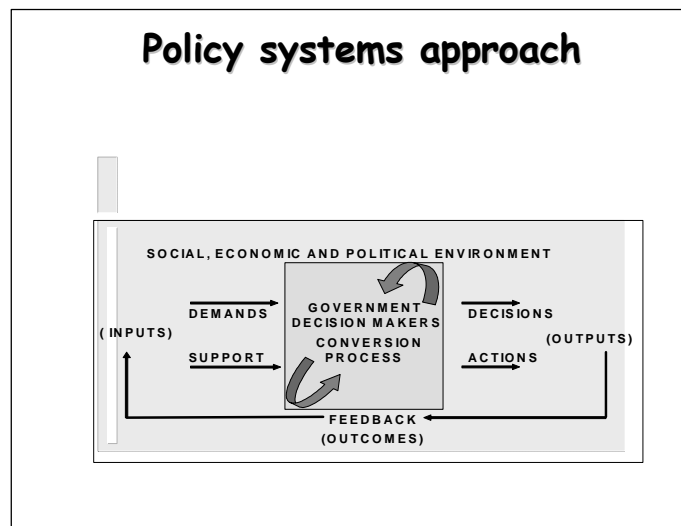 Policy systems approach
SOCIAL, ECONOMIC AND POLITICAL ENVIRONMENT
DEMANDS
GOVERNMENT
DECISION MAKERS
DECISIONS
(INPUTS)
CONVERSION
PROCESS
(OUTPUTS)
SUPPORT
ACTIONS
FEEDBACK
(OUTCOMES)